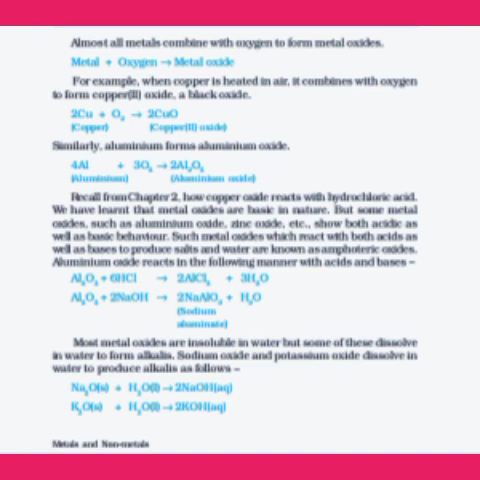 Almost all metals combine with oxygen to form metal oxides.
Metal + Oxygen → Metal oxide
For example, when copper is heated in air, it combines with oxygen
to form copper(II) oxide, a black oxide.
2Cu + O₂ → 2CuO
(Copper) (Copper(II) oxide)
Similarly, aluminium forms aluminium oxide.
4Al + 3O₂ → 2Al₂O₃
(Aluminium) (Aluminium oxide)
Recall from Chapter 2, how copper oxide reacts with hydrochloric acid.
We have learnt that metal oxides are basic in nature. But some metal
oxides, such as aluminium oxide, zinc oxide, etc., show both acidic as
well as basic behaviour. Such metal oxides which react with both acids as
well as bases to produce salts and water are known as amphoteric oxides.
Aluminium oxide reacts in the following manner with acids and bases –
Al₂O₃ + 6HCl → 2AlCl₃ + 3H₂O
Al₂O₃ + 2NaOH → 2NaAlO₂ + H₂O
(Sodium
aluminate)
Most metal oxides are insoluble in water but some of these dissolve
in water to form alkalis. Sodium oxide and potassium oxide dissolve in
water to produce alkalis as follows –
Na₂O(s) + H₂O(l) → 2NaOH(aq)
K₂O(s) + H₂O(l) → 2KOH(aq)
Metals and Non-metals